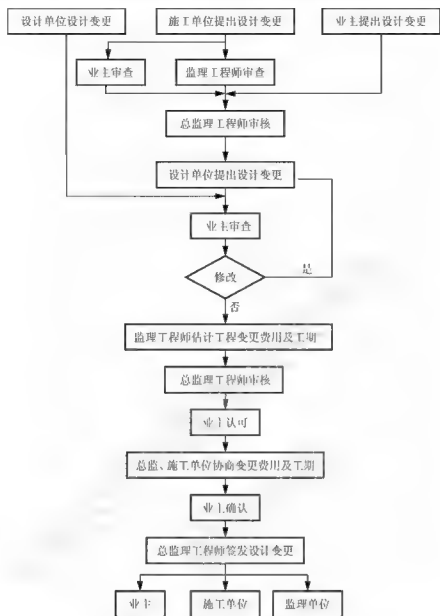 设计单位设计变更
施工单位提出设计变更
业主提出设计变更
业主审查
监理工程师审查
总监理工程师审核
设计单位提出设计变更
业主审查
修改
是
否
监理工程师估计工程变更费用及工期
总监理工程师审核
业主认可
总监、施工单位协商变更费用及工期
业主确认
总监理工程师签发设计变更
业主
施工单位
监理单位